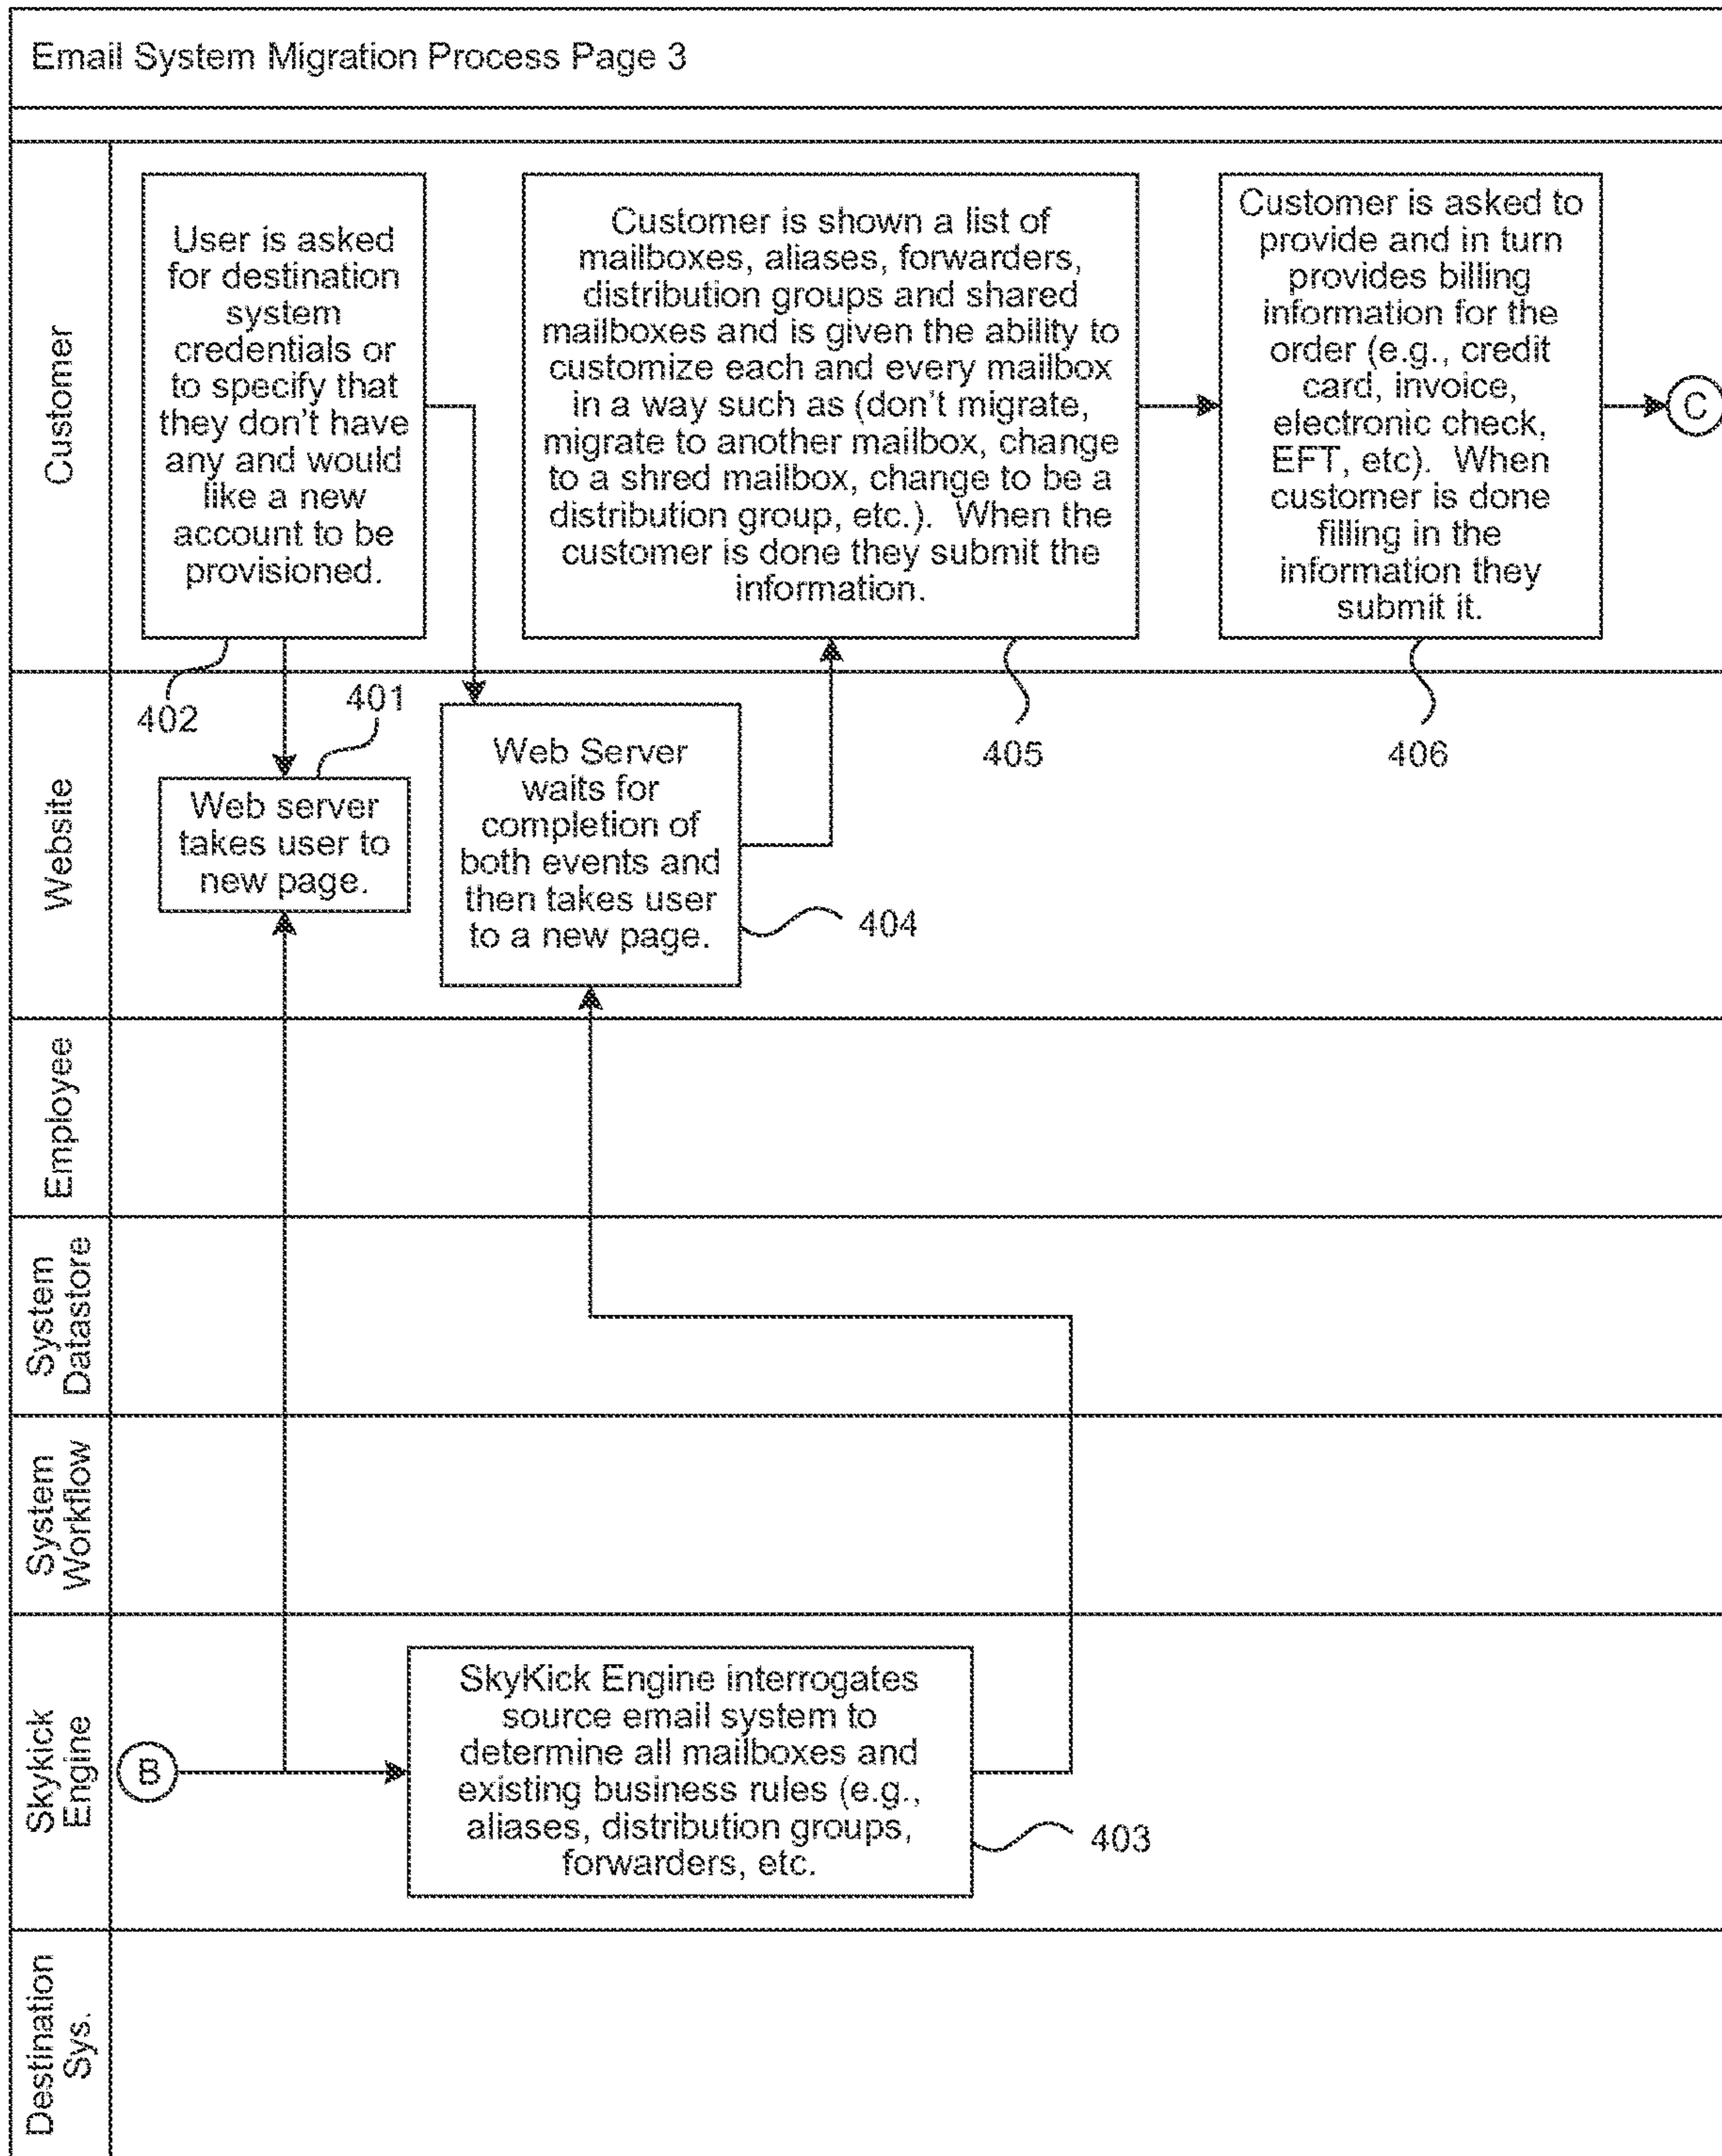 Email System Migration Process Page 3
Customer
User is asked
for destination
system
credentials or
to specify that
they don't have
any and would
like a new
account to be
provisioned.
402
Customer is shown a list of
mailboxes, aliases, forwarders,
distribution groups and shared
mailboxes and is given the ability to
customize each and every mailbox
in a way such as (don't migrate,
migrate to another mailbox, change
to a shred mailbox, change to be a
distribution group, etc.). When the
customer is done they submit the
information.
405
Customer is asked to
provide and in turn
provides billing
information for the
order (e.g., credit
card, invoice,
electronic check,
EFT, etc). When
customer is done
filling in the
information they
submit it.
406
C
Website
401
Web server
takes user to
new page.
Web Server
waits for
completion of
both events and
then takes user
to a new page.
404
Employee
System
Datastore
System
Workflow
Skykick
Engine
B
SkyKick Engine interrogates
source email system to
determine all mailboxes and
existing business rules (e.g.,
aliases, distribution groups,
forwarders, etc.
403
Destination
Sys.